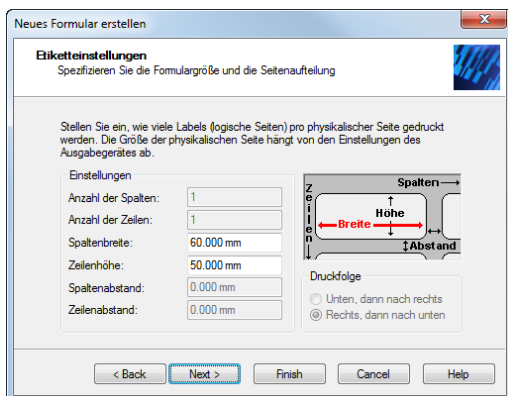 Neues Formular erstellen
Etiketteinstellungen
Spezifizieren Sie die Formulargröße und die Seitenaufteilung
Stellen Sie ein, wie viele Labels (logische Seiten) pro physikalischer Seite gedruckt
werden. Die Größe der physikalischen Seite hängt von den Einstellungen des
Ausgabegerätes ab.
Einstellungen
Anzahl der Spalten: 1
Anzahl der Zeilen: 1
Spaltenbreite: 60.000 mm
Zeilenhöhe: 50.000 mm
Spaltenabstand: 0.000 mm
Zeilenabstand: 0.000 mm
Zeilen
Spalten
Höhe
Breite
Abstand
Druckfolge
Unten, dann nach rechts
Rechts, dann nach unten
< Back Next > Finish Cancel Help